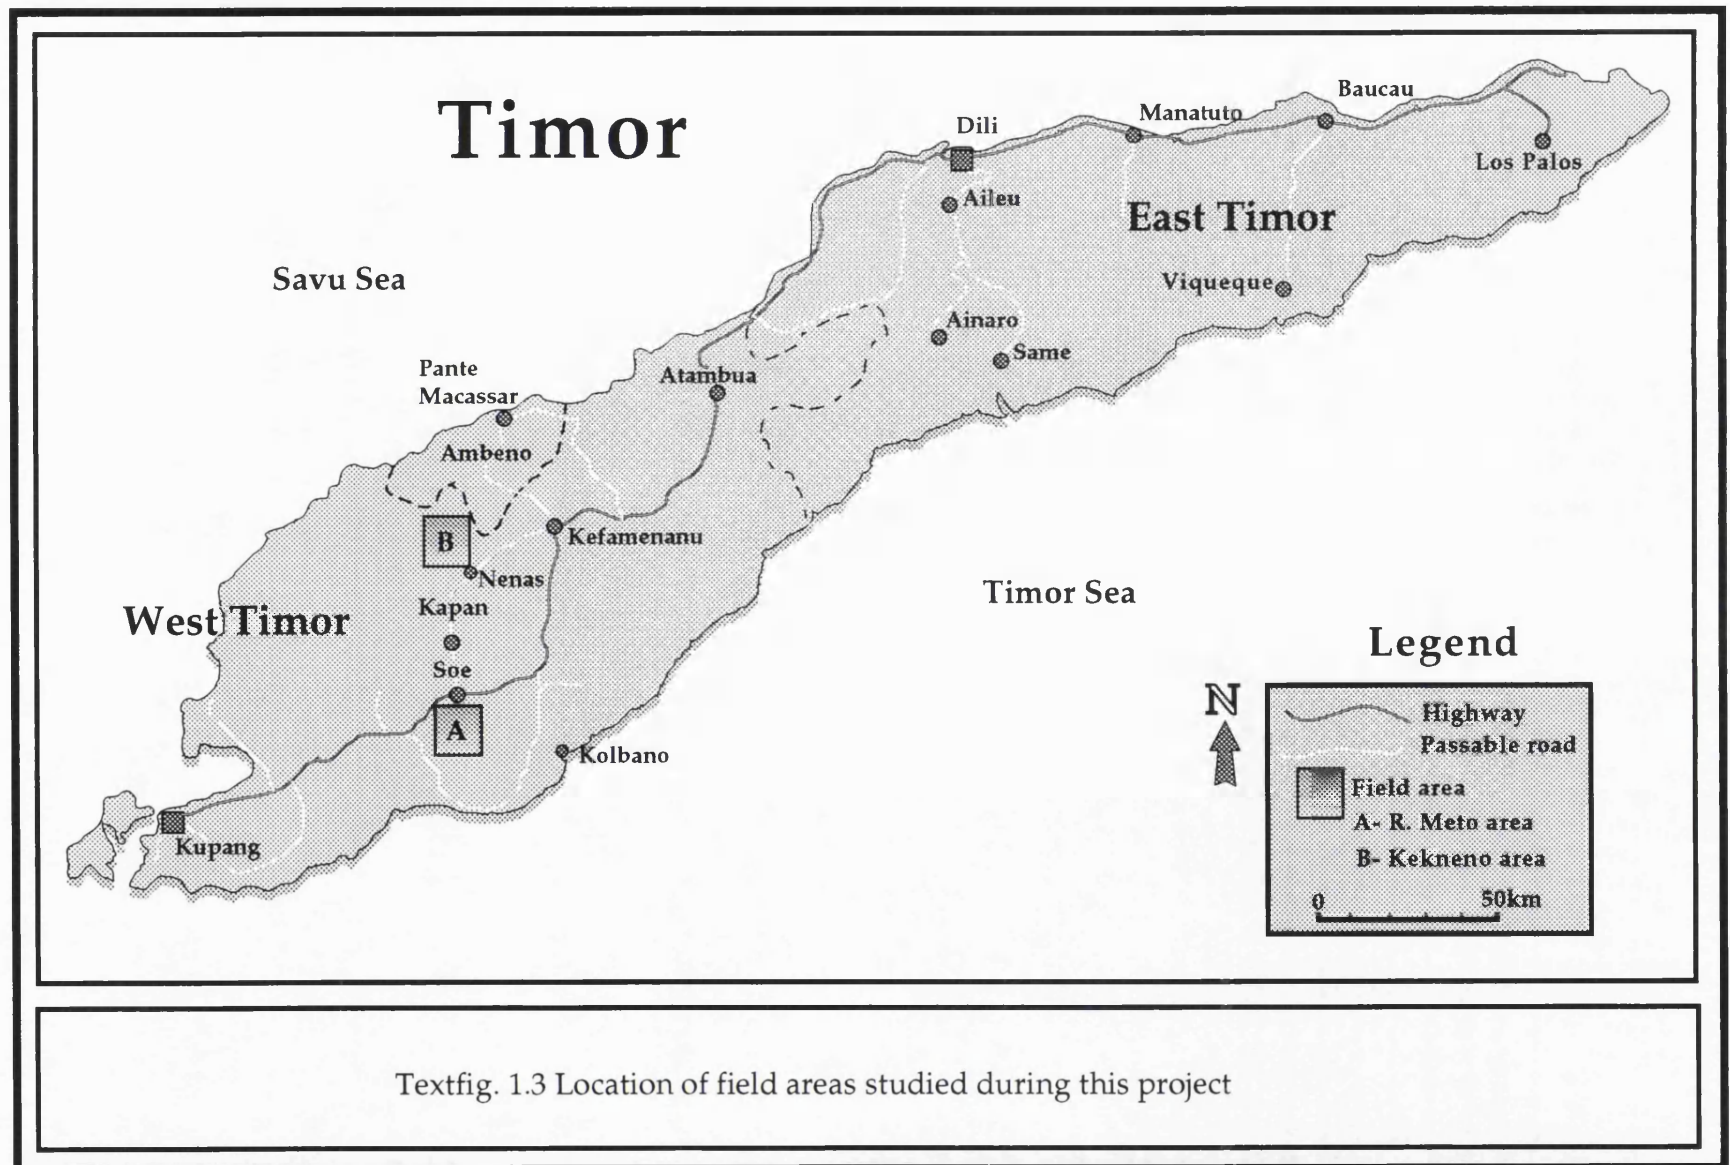 Timor
Baucau
Manatuto
Dili
Los Palos
Aileu
East Timor
Savu Sea
Viqueque
Ainaro
Same
Pante
Macassar
Atambua
Ambeno
Kefamenanu
B
Nenas
Timor Sea
Kapan
West Timor
Soe
A
Kolbano
Kupang
Legend
N
Highway
Passable road
Field area
A- R. Meto area
B- Kekneno area
0 50km
Textfig. 1.3 Location of field areas studied during this project